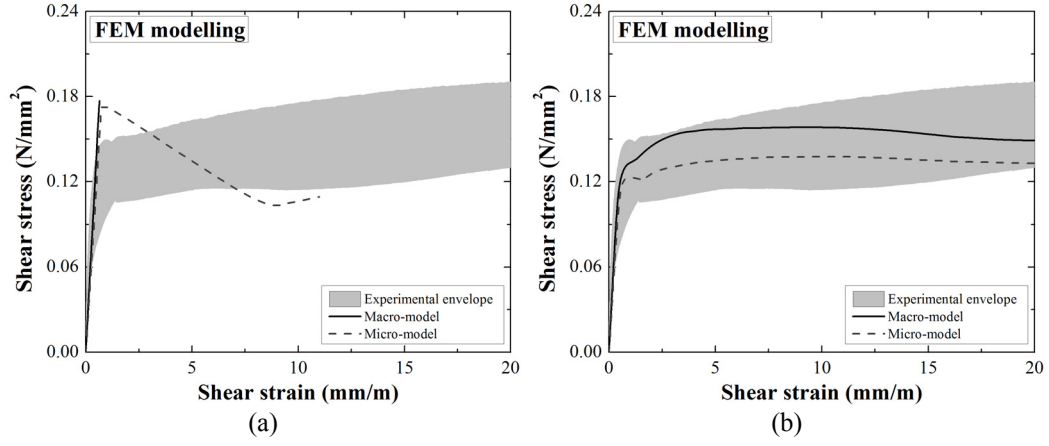 FEM modelling
Shear stress (N/mm²)
0.24
0.18
0.12
0.06
0.00
Experimental envelope
Macro-model
Micro-model
0 5 10 15 20
Shear strain (mm/m)
(a)
FEM modelling
Shear stress (N/mm²)
0.24
0.18
0.12
0.06
0.00
Experimental envelope
Macro-model
Micro-model
0 5 10 15 20
Shear strain (mm/m)
(b)